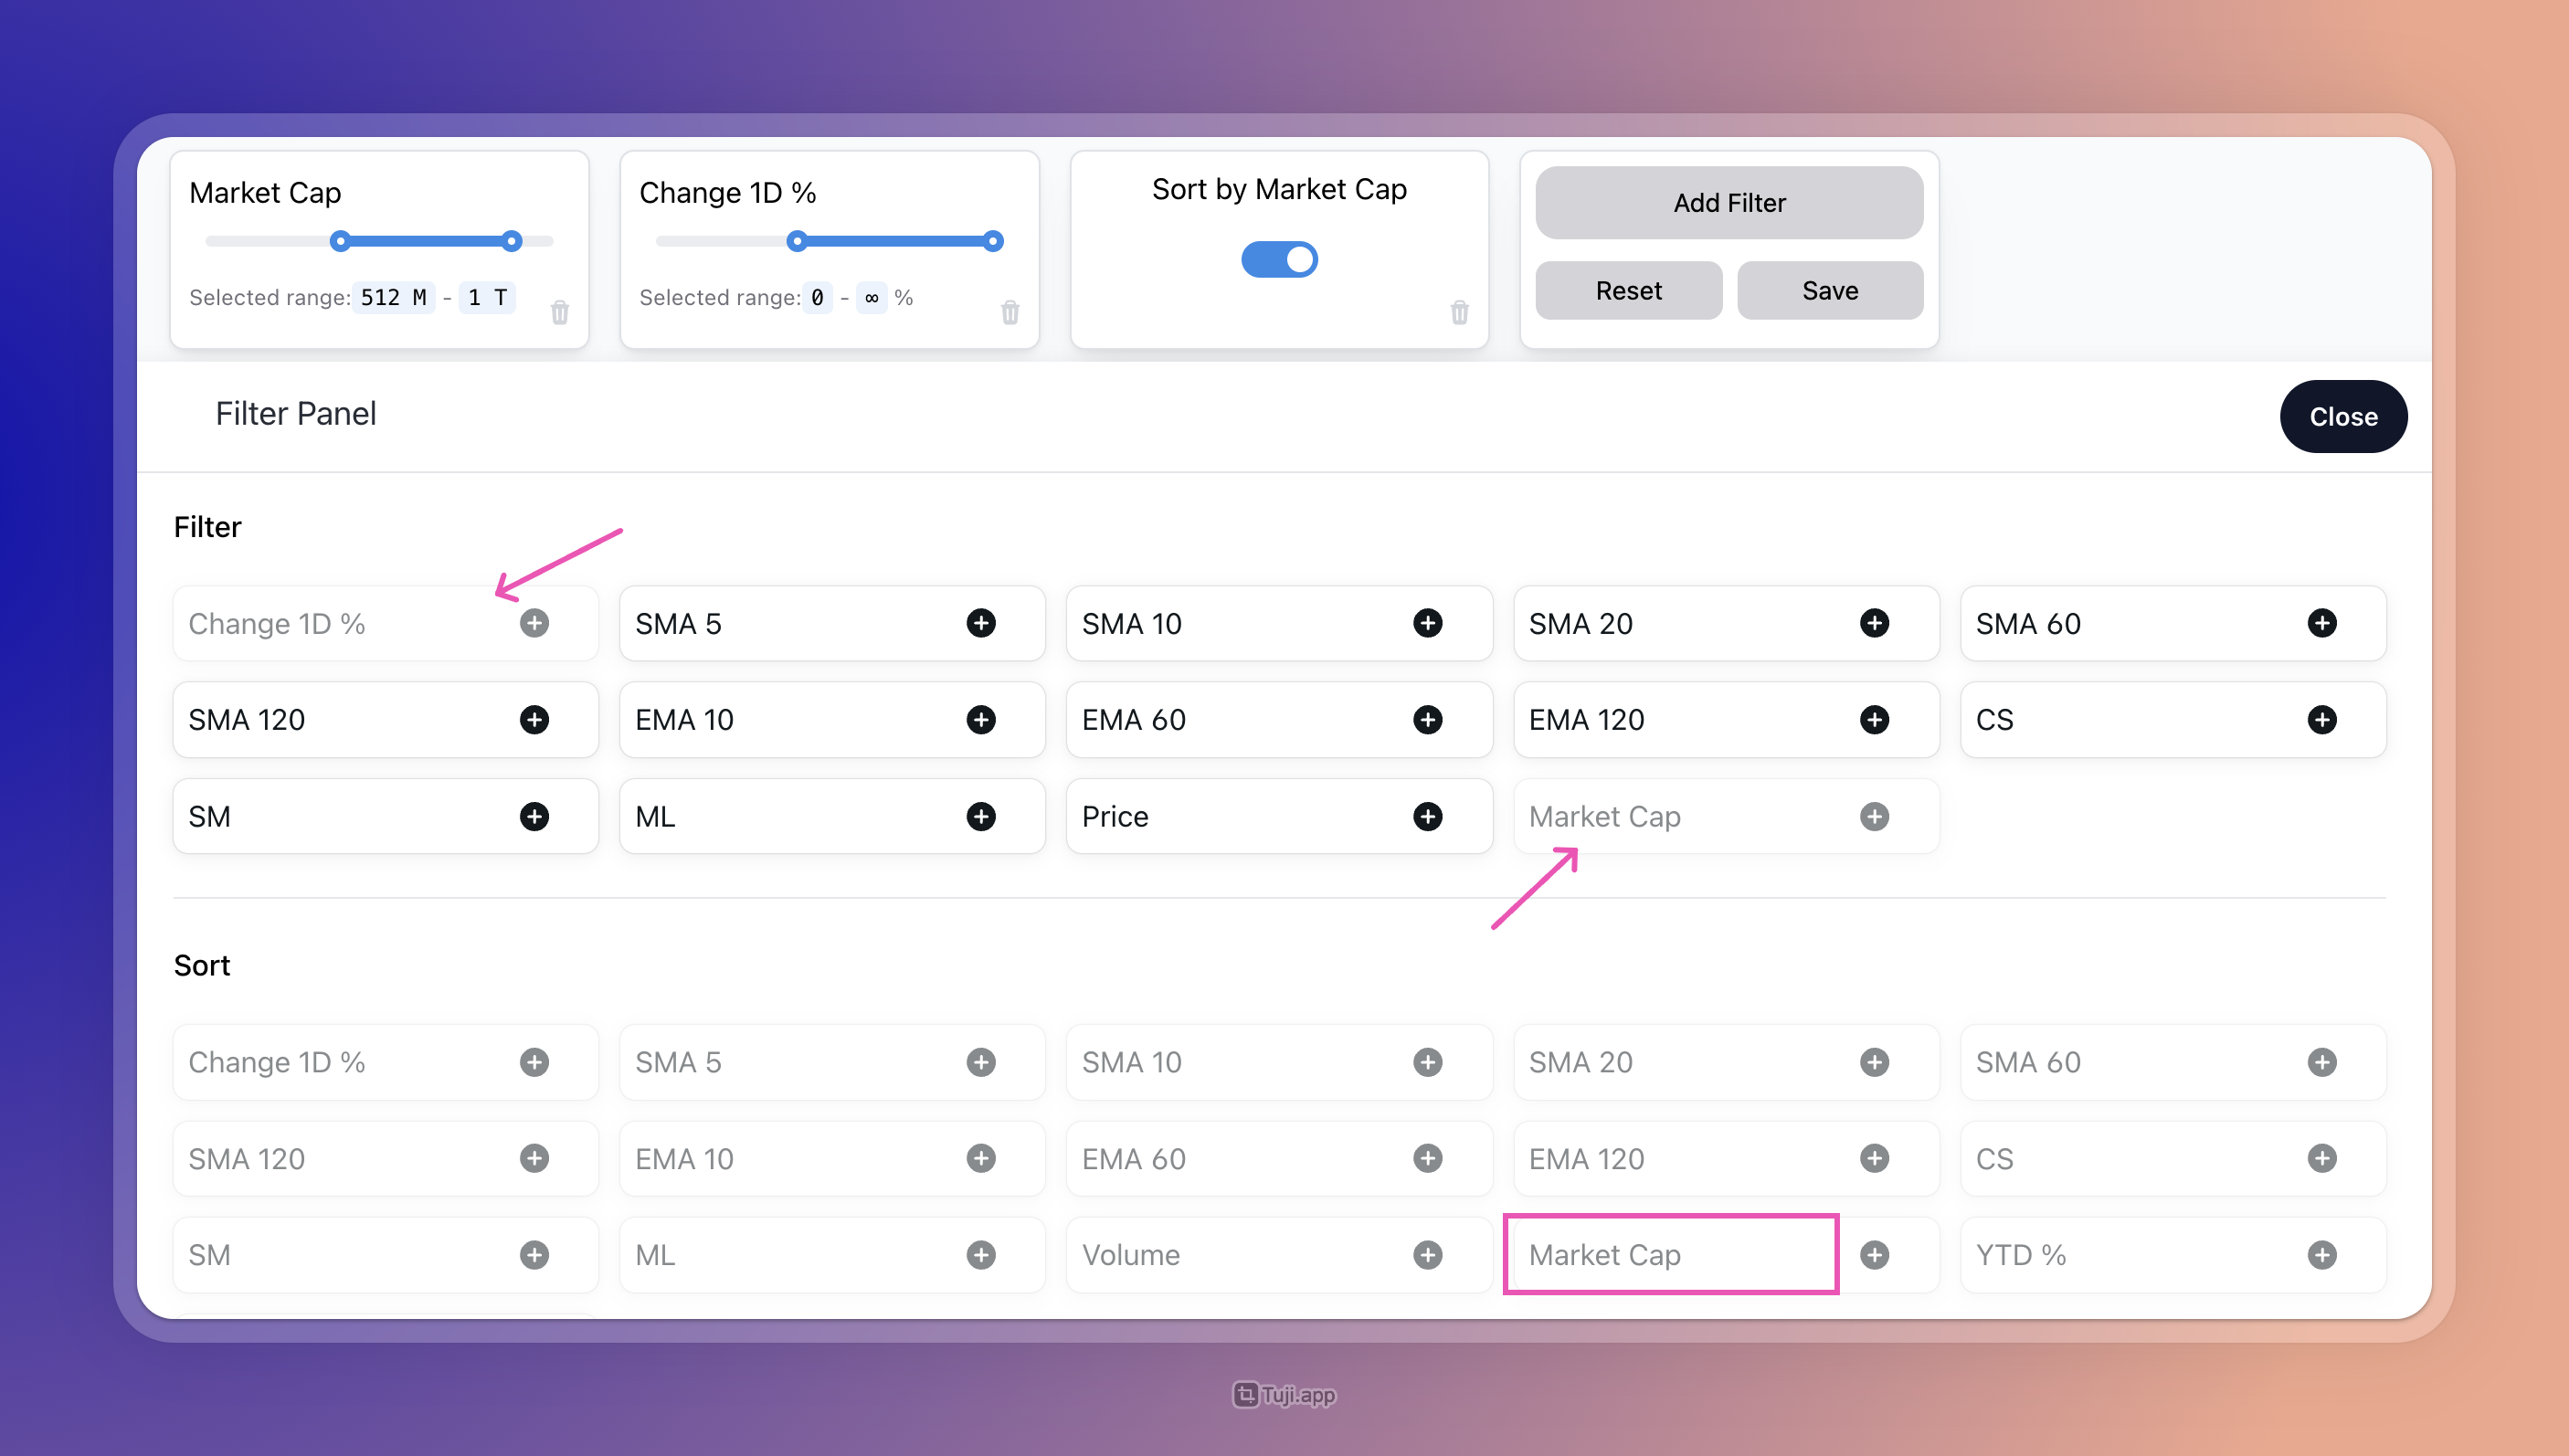 Market Cap
Selected range: 512 M - 1 T
Change 1D %
Selected range: 0 - ∞ %
Sort by Market Cap
Add Filter
Reset
Save
Filter Panel
Close
Filter
Change 1D %
SMA 5
SMA 10
SMA 20
SMA 60
SMA 120
EMA 10
EMA 60
EMA 120
CS
SM
ML
Price
Market Cap
Sort
Change 1D %
SMA 5
SMA 10
SMA 20
SMA 60
SMA 120
EMA 10
EMA 60
EMA 120
CS
SM
ML
Volume
Market Cap
YTD %
Tuji.app